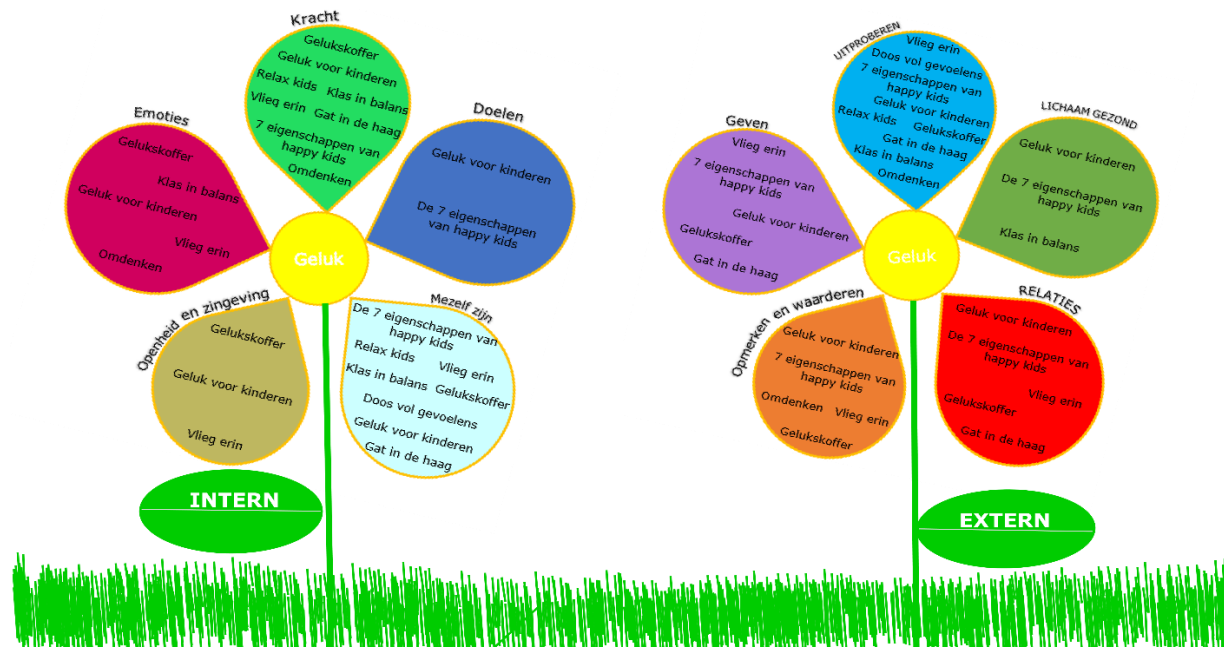 Kracht
Gelukskoffer
Geluk voor kinderen
Relax kids
Klas in balans
Vlieg erin
Gat in de haag
7 eigenschappen van
happy kids
Omdenken
Emoties
Gelukskoffer
Klas in balans
Geluk voor kinderen
Vlieg erin
Omdenken
Doelen
Geluk voor kinderen
De 7 eigenschappen
van happy kids
Geluk
Openheid en zingeving
Gelukskoffer
Geluk voor kinderen
Vlieg erin
Mezelf zijn
De 7 eigenschappen van
happy kids
Relax kids
Vlieg erin
Klas in balans
Gelukskoffer
Doos vol gevoelens
Geluk voor kinderen
Gat in de haag
INTERN
UITPROBEREN
Vlieg erin
Doos vol gevoelens
7 eigenschappen van
happy kids
Geluk voor kinderen
Relax kids
Gelukskoffer
Gat in de haag
Klas in balans
Omdenken
Geven
Vlieg erin
7 eigenschappen van
happy kids
Geluk voor kinderen
Gelukskoffer
Gat in de haag
LICHAAM GEZOND
Geluk voor kinderen
De 7 eigenschappen van
happy kids
Klas in balans
Geluk
Opmerken en waarderen
Geluk voor kinderen
7 eigenschappen van
happy kids
Omdenken
Vlieg erin
Gelukskoffer
RELATIES
Geluk voor kinderen
De 7 eigenschappen van
happy kids
Vlieg erin
Gelukskoffer
Gat in de haag
EXTERN